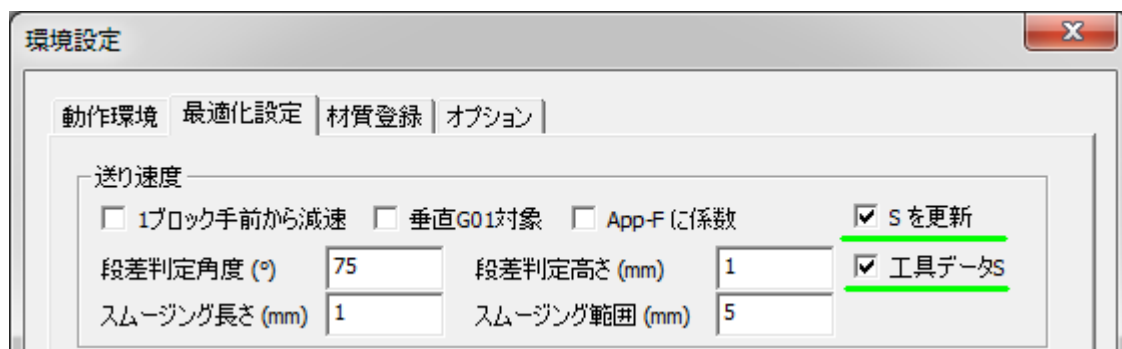 環境設定
動作環境 最適化設定 材質登録 オプション
送り速度
1ブロック手前から減速 垂直G01対象 App-Fに係数 Sを更新
段差判定角度 (°) 75 段差判定高さ (mm) 1 工具データS
スムージング長さ (mm) 1 スムージング範囲 (mm) 5